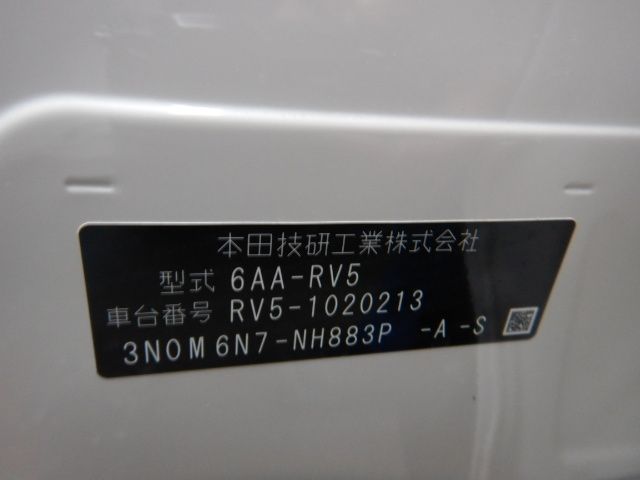 本田技研工業株式会社
型式 6AA-RV5
車台番号 RV5-1020213
3N0M6N7-NH883P -A-S